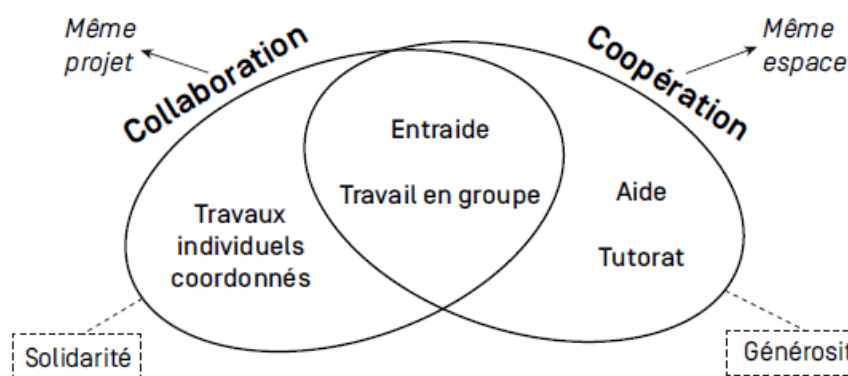 Même
projet
Collaboration
Coopération
Même
espace
Entraide
Travail en groupe
Travaux
individuels
coordonnés
Aide
Tutorat
Solidarité
Générosit